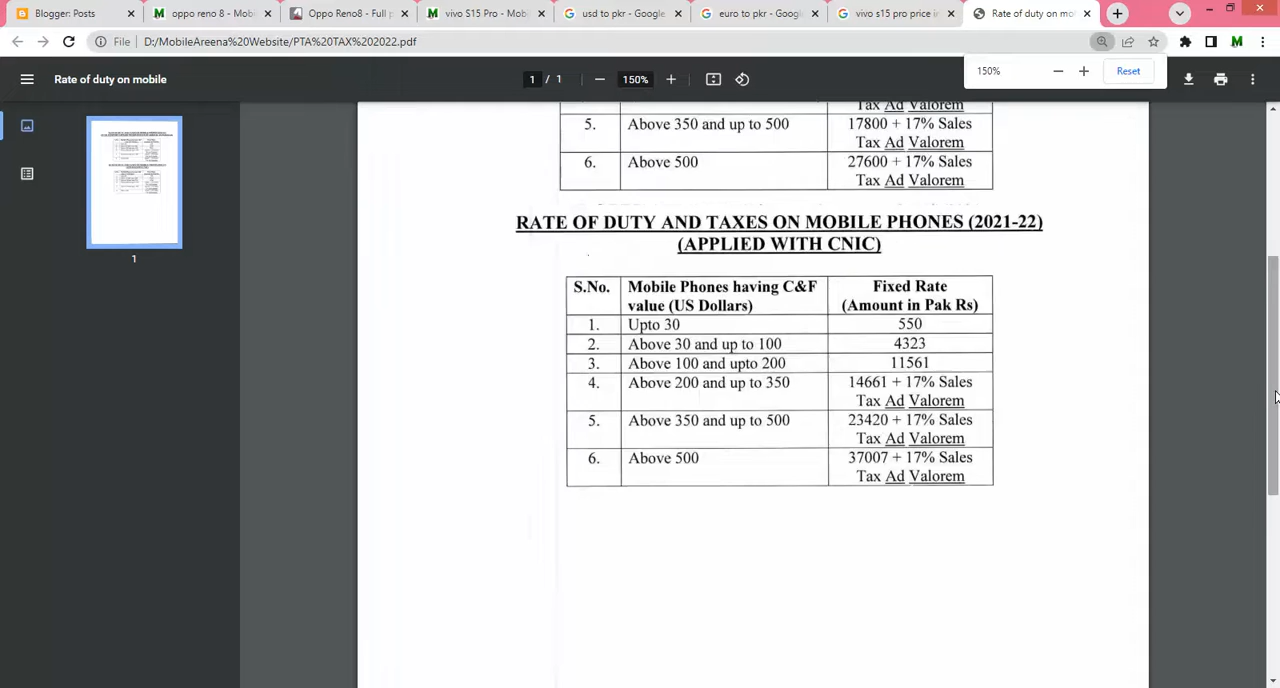 Blogger: Posts
oppo reno 8 - Mobi
Oppo Reno8 - Full p
vivo S15 Pro - Mob
usd to pkr - Google
euro to pkr - Googl
vivo s15 pro price in
Rate of duty on mo
File
D:/MobileAreena%20Website/PTA%20TAX%202022.pdf
M
150%
Reset
Rate of duty on mobile
1 / 1
150%
1
Tax Ad Valorem
5. Above 350 and up to 500 17800 + 17% Sales
Tax Ad Valorem
6. Above 500 27600 + 17% Sales
Tax Ad Valorem
RATE OF DUTY AND TAXES ON MOBILE PHONES (2021-22)
(APPLIED WITH CNIC)
S.No. Mobile Phones having C&F Fixed Rate
value (US Dollars) (Amount in Pak Rs)
1. Upto 30 550
2. Above 30 and up to 100 4323
3. Above 100 and upto 200 11561
4. Above 200 and up to 350 14661 + 17% Sales
Tax Ad Valorem
5. Above 350 and up to 500 23420 + 17% Sales
Tax Ad Valorem
6. Above 500 37007 + 17% Sales
Tax Ad Valorem